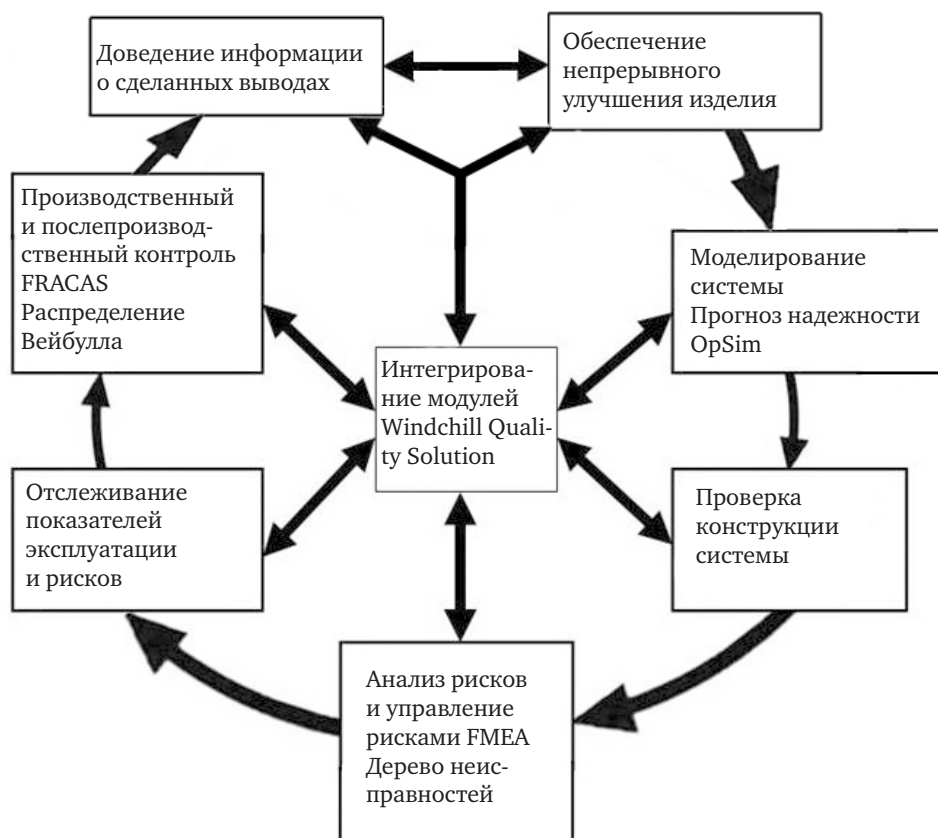 Доведение информации
о сделанных выводах
Обеспечение
непрерывного
улучшения изделия
Производственный
и послепроизвод-
ственный контроль
FRACAS
Распределение
Вейбулла
Моделирование
системы
Прогноз надежности
OpSim
Интегрирова-
ние модулей
Windchill Quali-
ty Solution
Отслеживание
показателей
эксплуатации
и рисков
Проверка
конструкции
системы
Анализ рисков
и управление
рисками FMEA
Дерево неис-
правностей